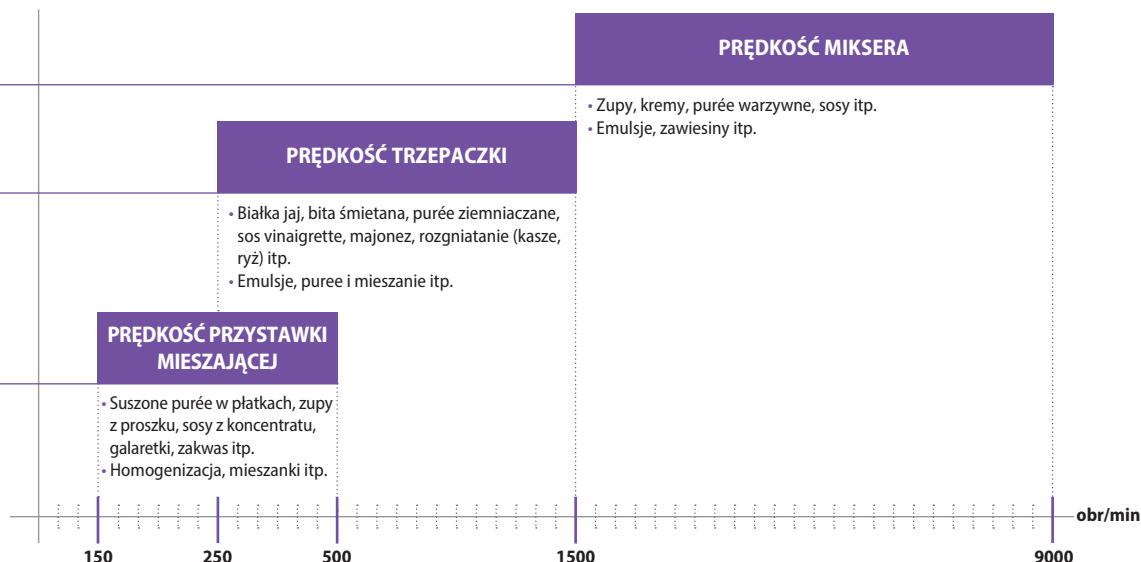 PRĘDKOŚĆ MIKSERA
• Zupy, kremy, purée warzywne, sosy itp.
• Emulsje, zawiesiny itp.
PRĘDKOŚĆ TRZEPACZKI
• Białka jaj, bita śmietana, purée ziemniaczane,
sos vinaigrette, majonez, rozgniatanie (kasze,
ryż) itp.
• Emulsje, puree i mieszanie itp.
PRĘDKOŚĆ PRZYSTAWKI
MIESZAJĄCEJ
• Suszone purée w płatkach, zupy
z proszku, sosy z koncentratu,
galaretki, zakwas itp.
• Homogenizacja, mieszanki itp.
obr/min
150 250 500 1500 9000